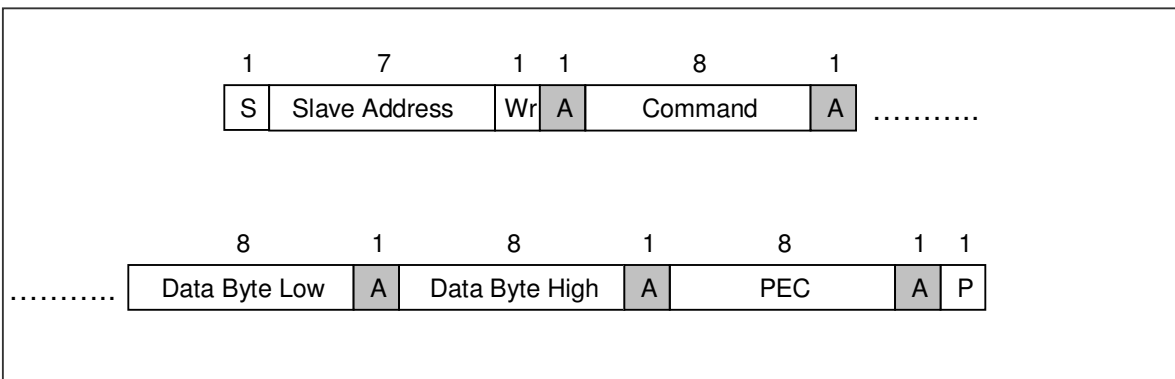 1 7 1 1 8 1
S Slave Address Wr A Command A ...........
8 1 8 1 8 1 1
........... Data Byte Low A Data Byte High A PEC A P